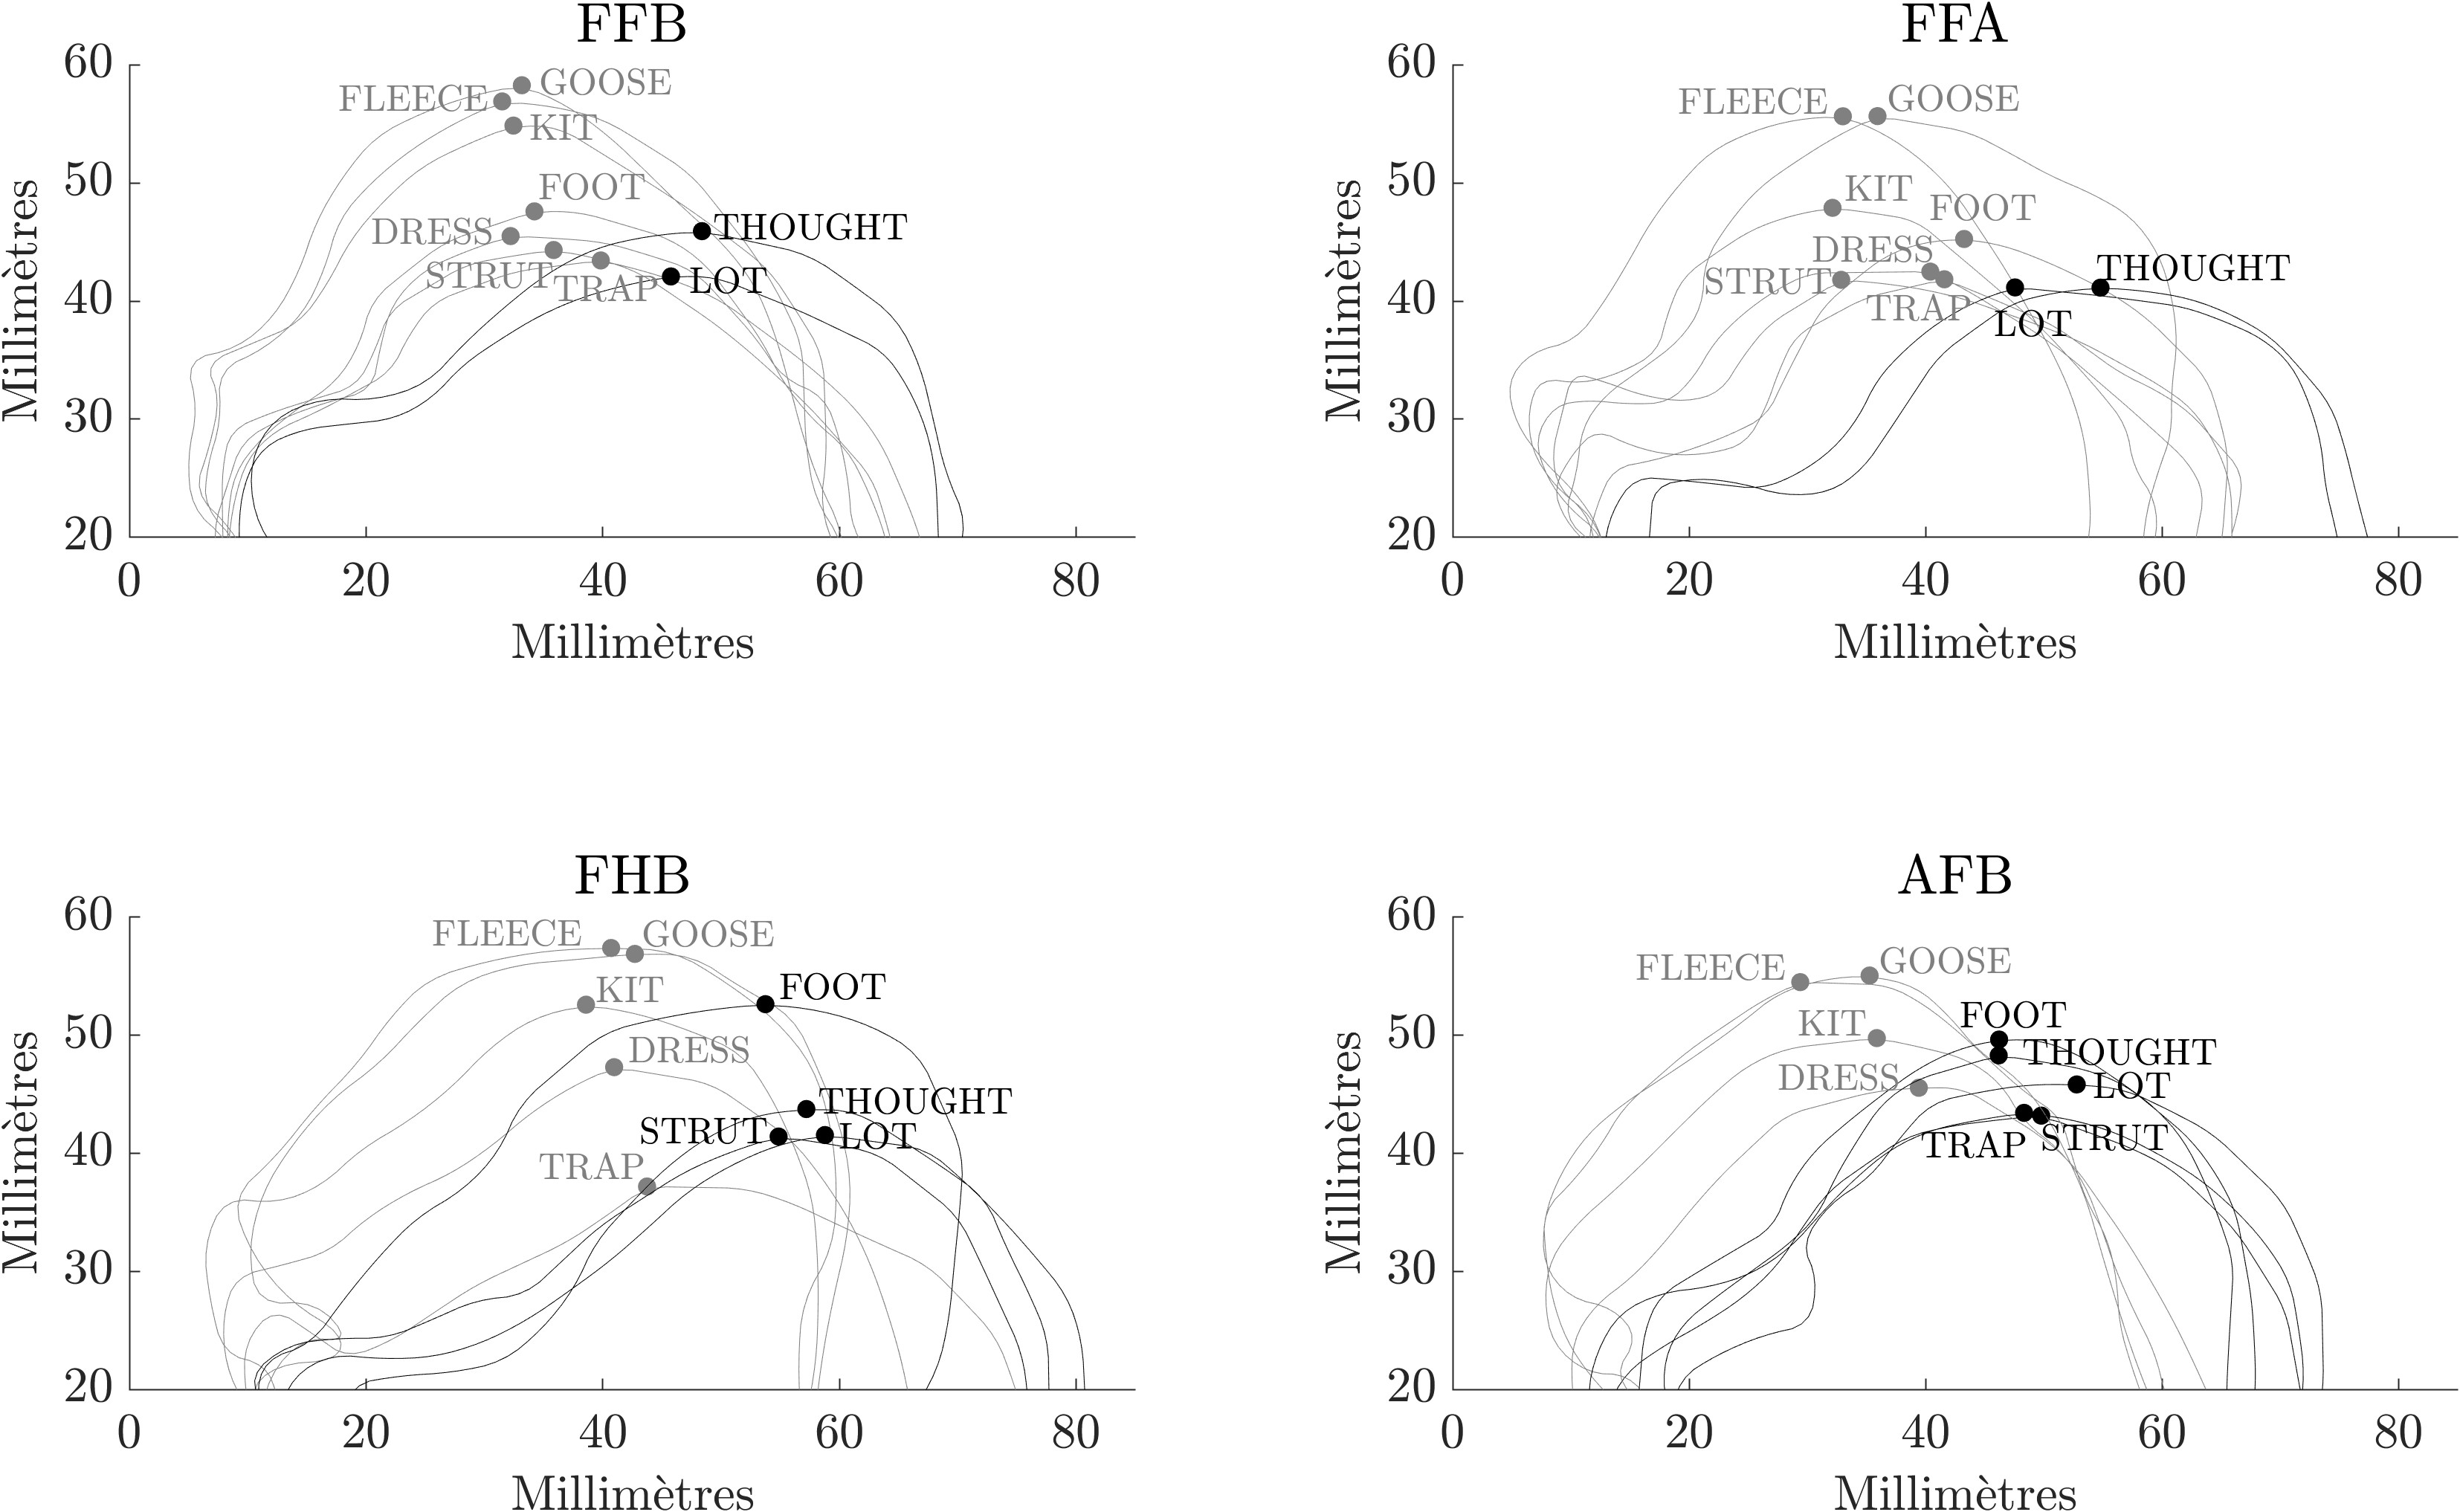 FFB
60
50
40
30
20
0 20 40 60 80
Millimètres
Millimètres
FLEECE
GOOSE
KIT
FOOT
DRESS
STRUT
TRAP
THOUGHT
LOT
FFA
60
50
40
30
20
0 20 40 60 80
Millimètres
Millimètres
FLEECE
GOOSE
KIT
FOOT
DRESS
STRUT
TRAP
THOUGHT
LOT
FHB
60
50
40
30
20
0 20 40 60 80
Millimètres
Millimètres
FLEECE
GOOSE
KIT
FOOT
DRESS
THOUGHT
STRUT
LOT
TRAP
AFB
60
50
40
30
20
0 20 40 60 80
Millimètres
Millimètres
FLEECE
GOOSE
KIT
FOOT
THOUGHT
DRESS
LOT
TRAP
STRUT